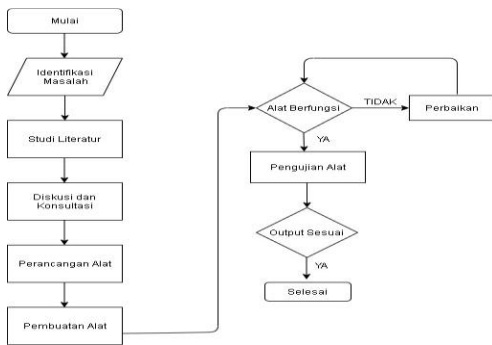 Mulai
Identifikasi
Masalah
Studi Literatur
Diskusi dan
Konsultasi
Perancangan Alat
Pembuatan Alat
Alat Berfungsi
TIDAK
Perbaikan
YA
Pengujian Alat
Output Sesuai
YA
Selesai